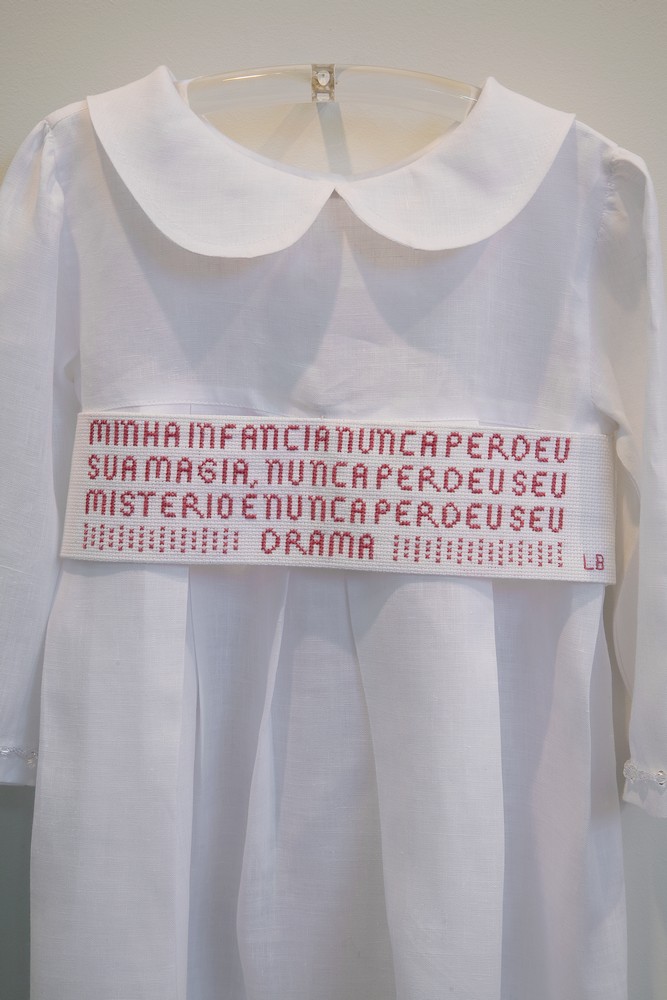 MINHA INFANCIA NUNCA PERDEU
SUA MAGIA, NUNCA PERDEU SEU
MISTERIO E NUNCA PERDEU SEU
DRAMA
LB